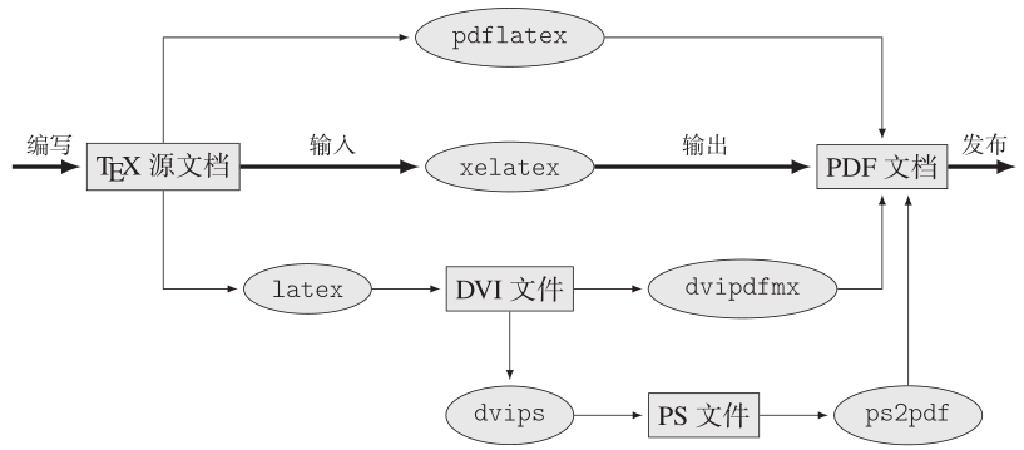 pdflatex
编写
TEX 源文档
输入
xelatex
输出
PDF 文档
发布
latex
DVI 文件
dvipdfmx
dvips
PS 文件
ps2pdf